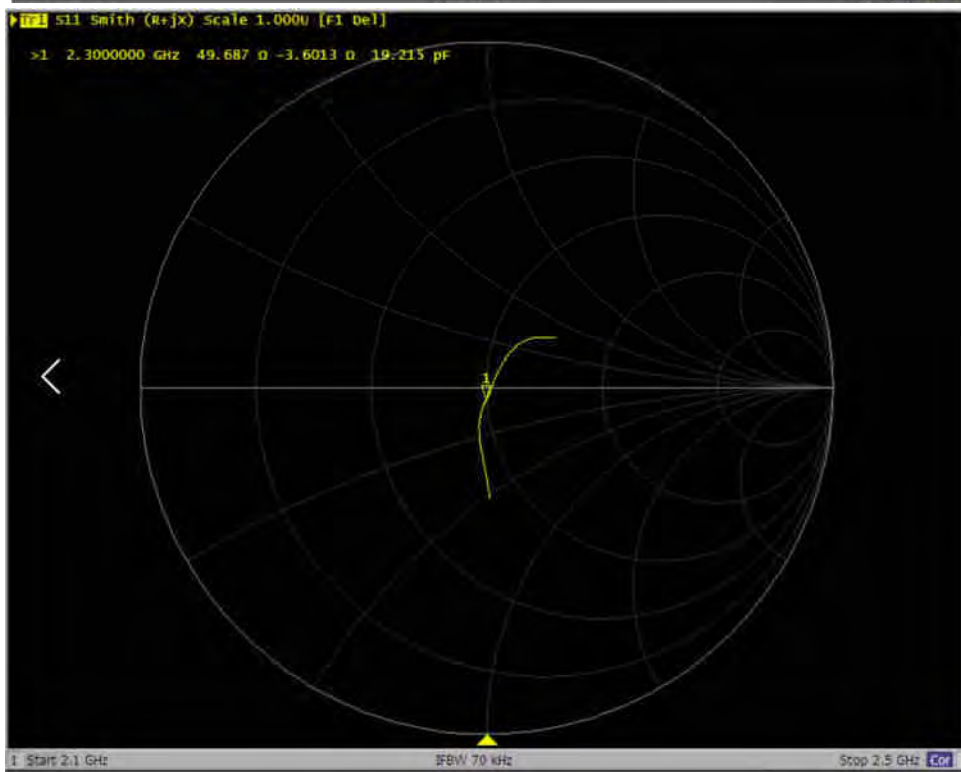 Tr1 S11 Smith (R+jX) Scale 1.000U [F1 Del]
>1 2.3000000 GHz 49.687 Ω -3.6013 Ω 19.215 pF
1
1 Start 2.1 GHz IFBW 70 kHz Stop 2.5 GHz Cor